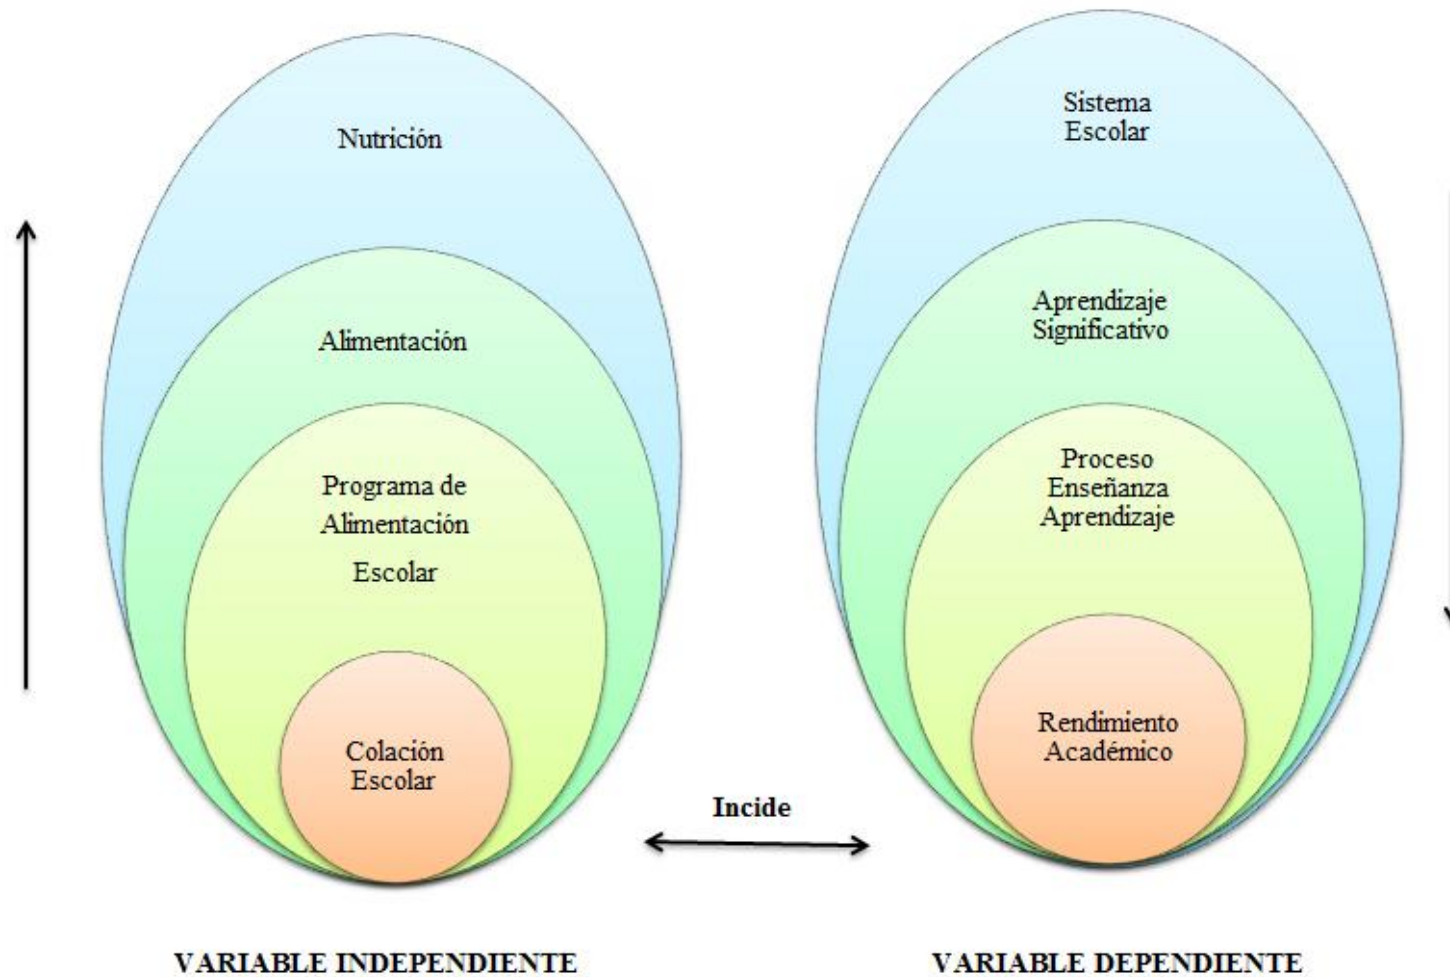 Nutrición
Alimentación
Programa de
Alimentación
Escolar
Colación
Escolar
Incide
Sistema
Escolar
Aprendizaje
Significativo
Proceso
Enseñanza
Aprendizaje
Rendimiento
Académico
VARIABLE INDEPENDIENTE
VARIABLE DEPENDIENTE